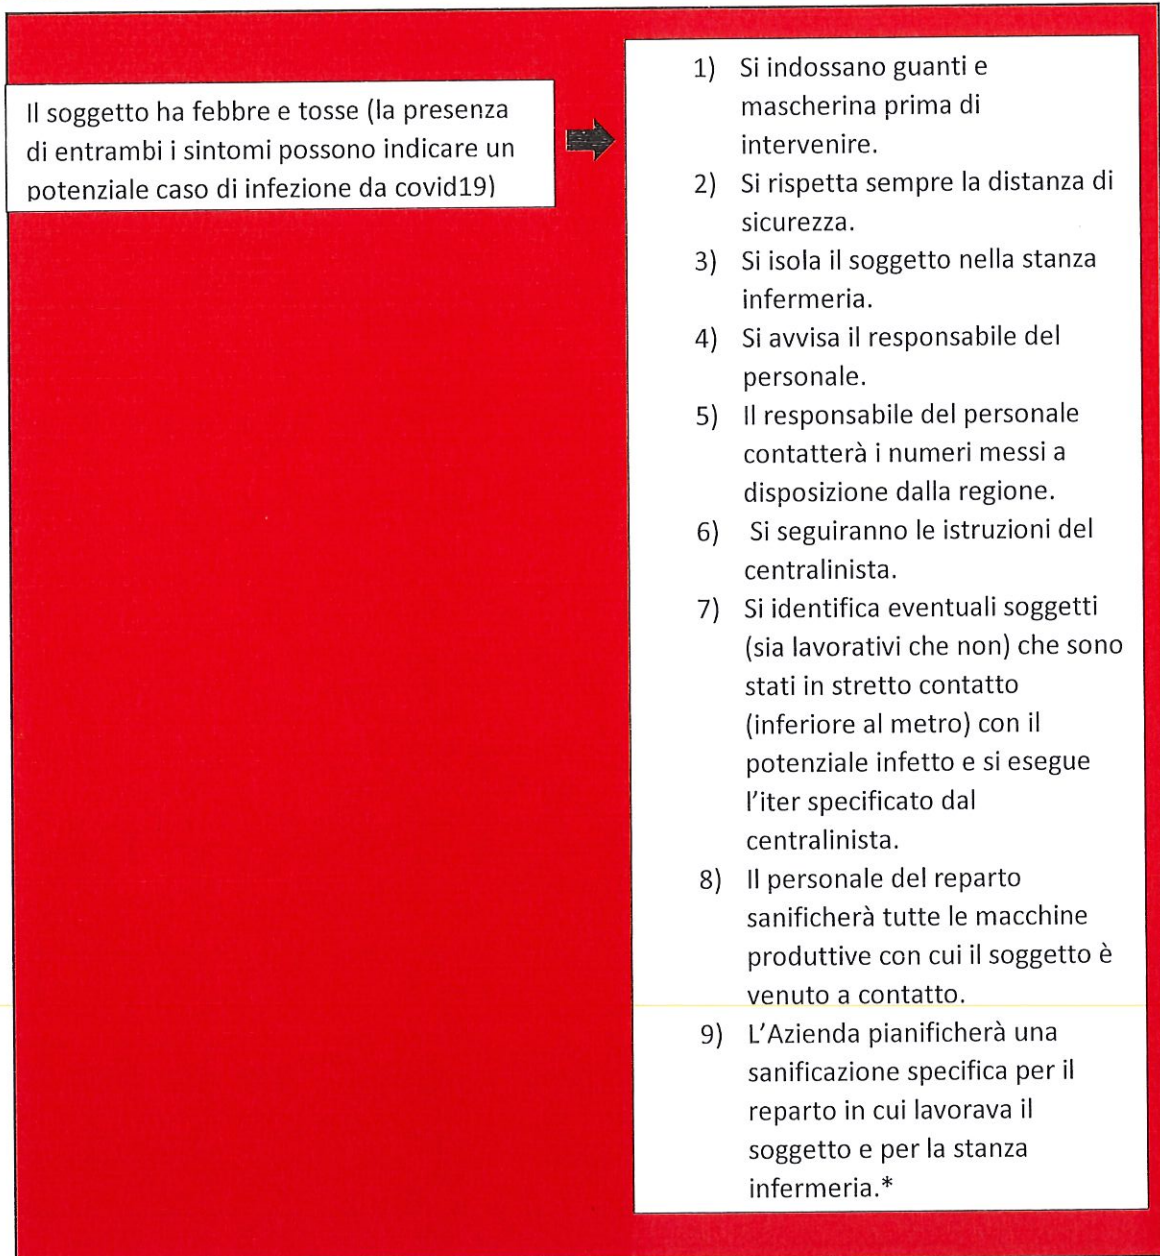 Il soggetto ha febbre e tosse (la presenza
di entrambi i sintomi possono indicare un
potenziale caso di infezione da covid19)
1) Si indossano guanti e
mascherina prima di
intervenire.
2) Si rispetta sempre la distanza di
sicurezza.
3) Si isola il soggetto nella stanza
infermeria.
4) Si avvisa il responsabile del
personale.
5) Il responsabile del personale
contatterà i numeri messi a
disposizione dalla regione.
6) Si seguiranno le istruzioni del
centralinista.
7) Si identifica eventuali soggetti
(sia lavorativi che non) che sono
stati in stretto contatto
(inferiore al metro) con il
potenziale infetto e si esegue
l'iter specificato dal
centralinista.
8) Il personale del reparto
sanificherà tutte le macchine
produttive con cui il soggetto è
venuto a contatto.
9) L'Azienda pianificherà una
sanificazione specifica per il
reparto in cui lavorava il
soggetto e per la stanza
infermeria.*